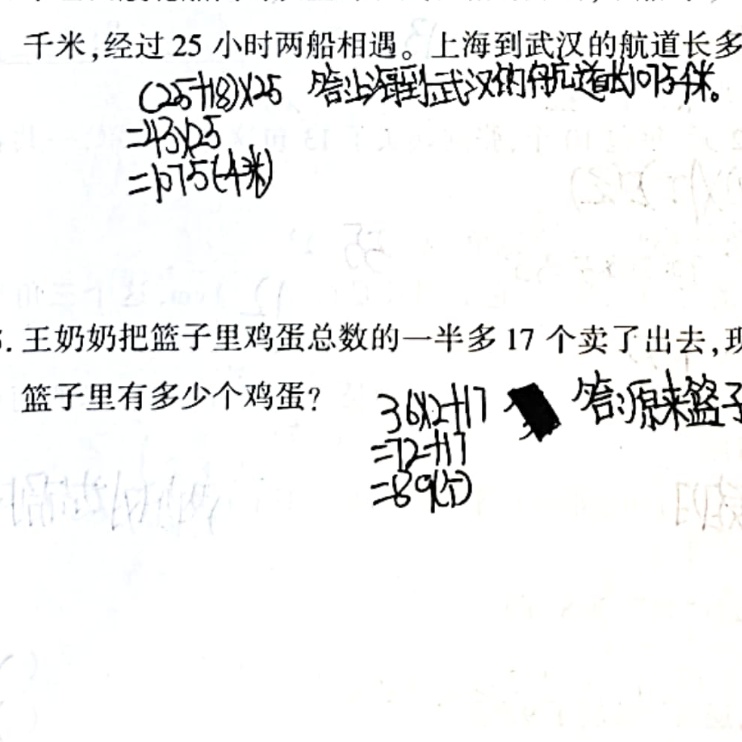 千米,经过 25 小时两船相遇。上海到武汉的航道长多
(25+18)×25 答:上海到武汉的航道长1075千米。
=43×25
=1075(千米)
王奶奶把篮子里鸡蛋总数的一半多 17 个卖了出去,现
篮子里有多少个鸡蛋?
36×2+17 答:原来篮子
=72+17
=89(个)